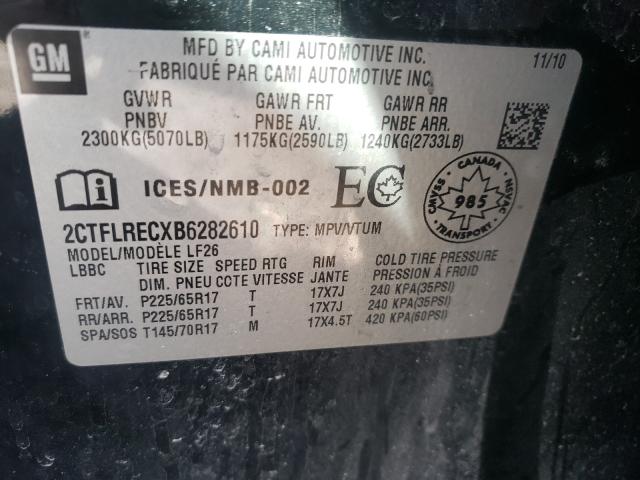 GM
MFD BY CAMI AUTOMOTIVE INC. 11/10
FABRIQUÉ PAR CAMI AUTOMOTIVE INC.
GVWR GAWR FRT GAWR RR
PNBV PNBE AV. PNBE ARR.
2300KG(5070LB) 1175KG(2590LB) 1240KG(2733LB)
ICES/NMB-002 EC
CANADA
CMVSS 985 NSVAC
TRANSPORT
2CTFLRECXB6282610 TYPE: MPV/VTUM
MODEL/MODÈLE LF26
LBBC TIRE SIZE SPEED RTG RIM COLD TIRE PRESSURE
DIM. PNEU CCTE VITESSE JANTE PRESSION À FROID
FRT/AV. P225/65R17 T 17X7J 240 KPA(35PSI)
RR/ARR. P225/65R17 T 17X7J 240 KPA(35PSI)
SPA/SOS T145/70R17 M 17X4.5T 420 KPA(60PSI)